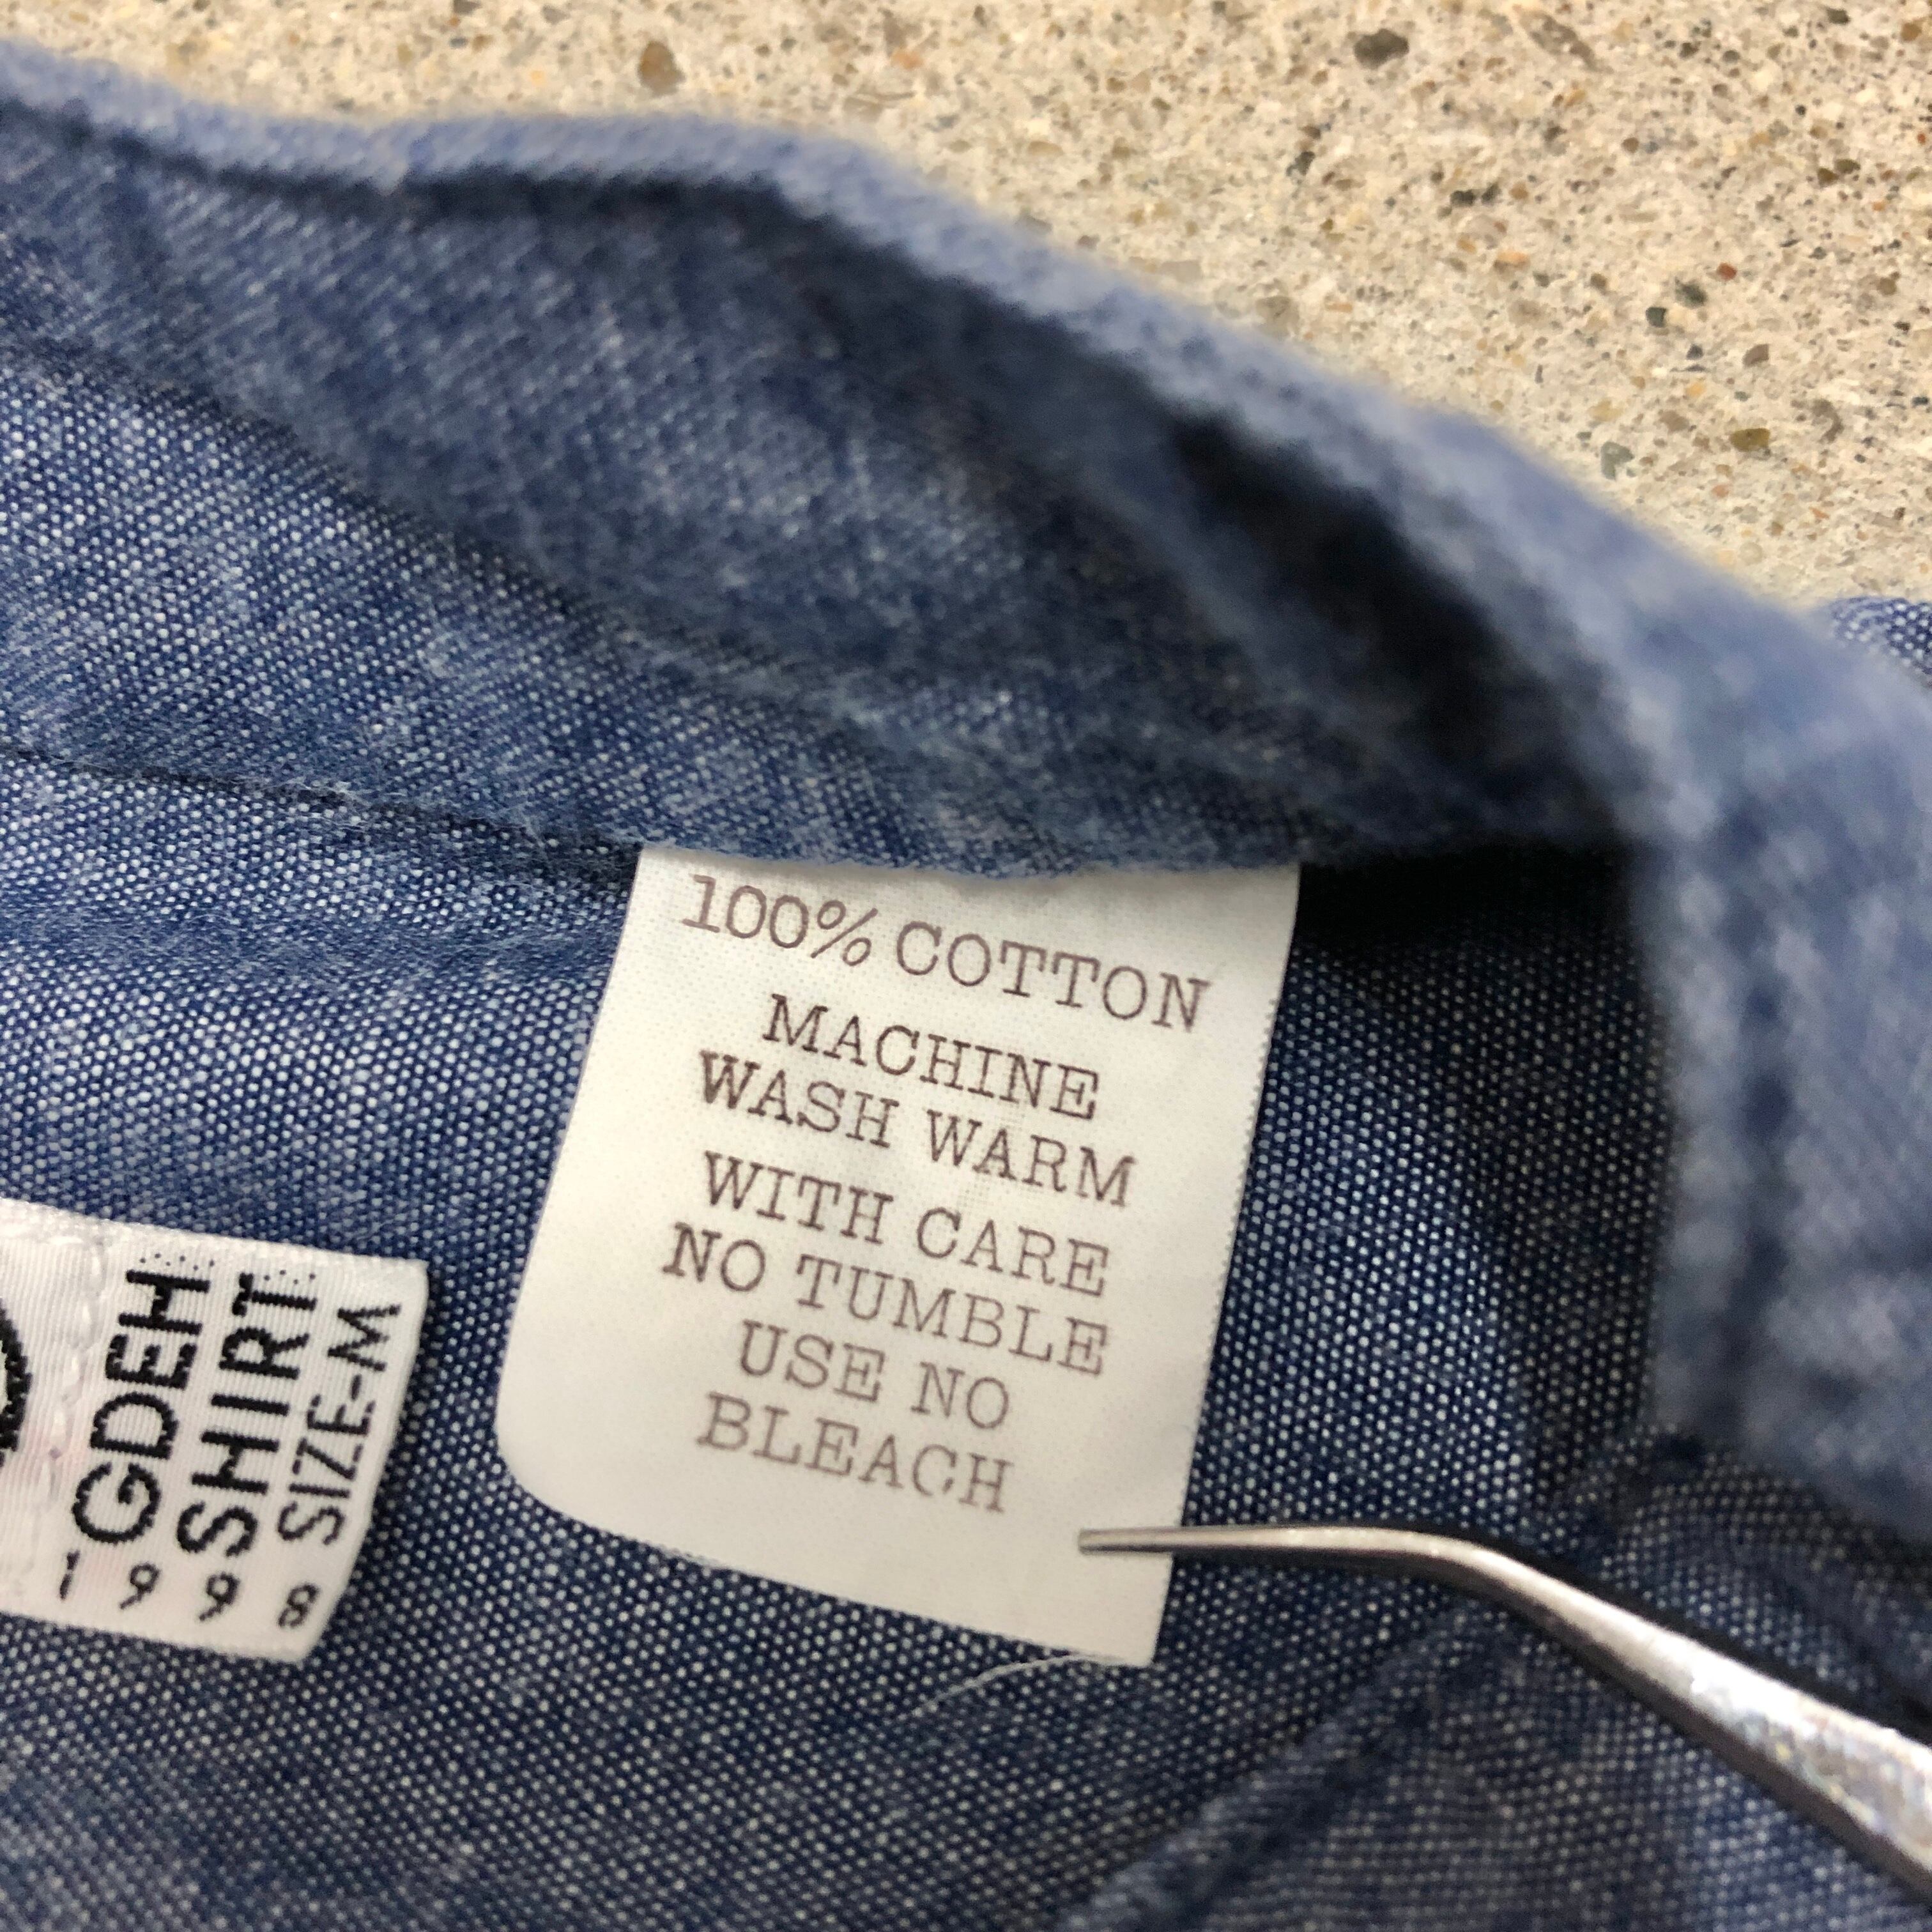 100% COTTON
MACHINE
WASH WARM
WITH CARE
NO TUMBLE
USE NO
BLEACH
GDEH
SHIRT
SIZE-M
1998